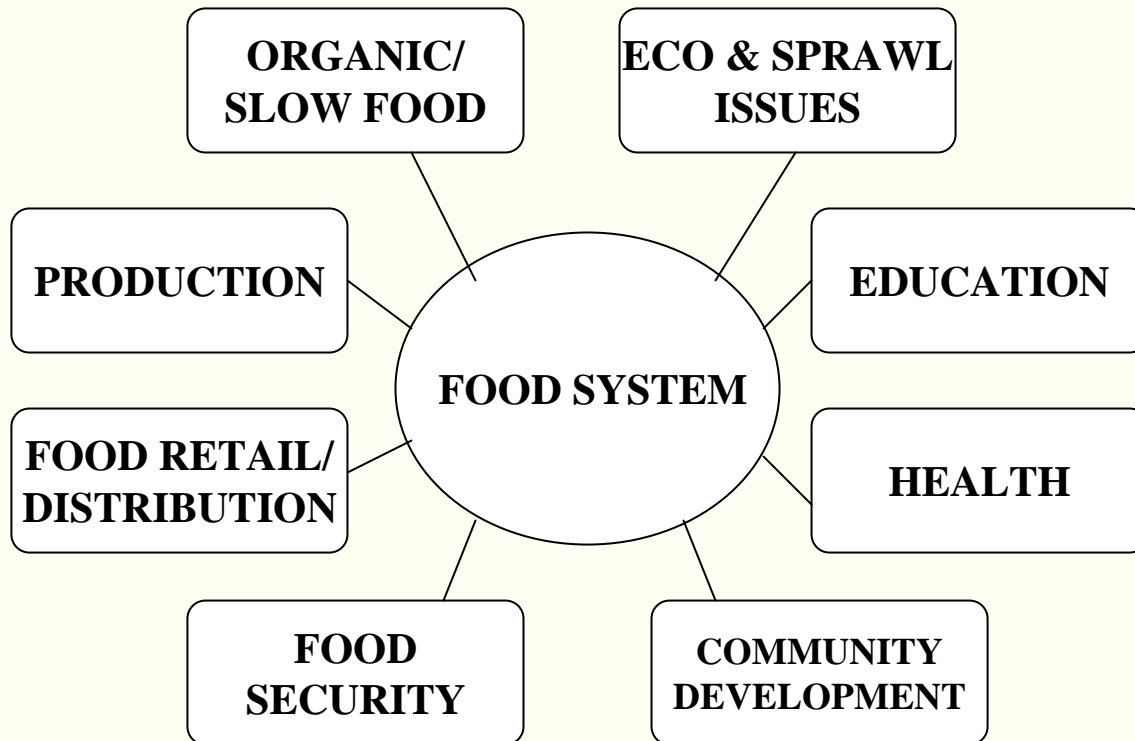 ORGANIC/
SLOW FOOD
ECO & SPRAWL
ISSUES
PRODUCTION
EDUCATION
FOOD SYSTEM
FOOD RETAIL/
DISTRIBUTION
HEALTH
FOOD
SECURITY
COMMUNITY
DEVELOPMENT